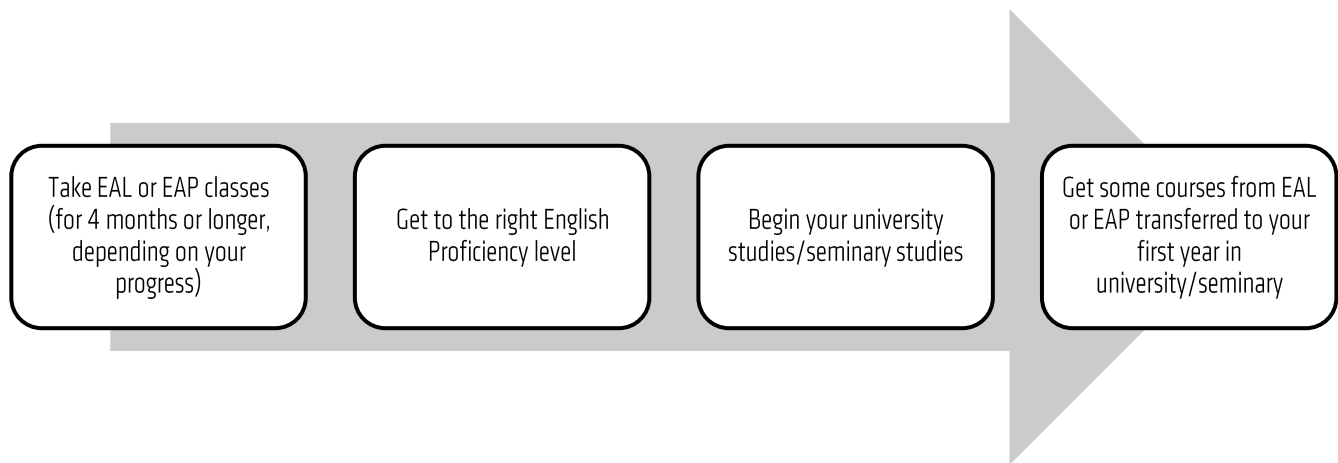 Take EAL or EAP classes
(for 4 months or longer,
depending on your
progress)
Get to the right English
Proficiency level
Begin your university
studies/seminary studies
Get some courses from EAL
or EAP transferred to your
first year in
university/seminary